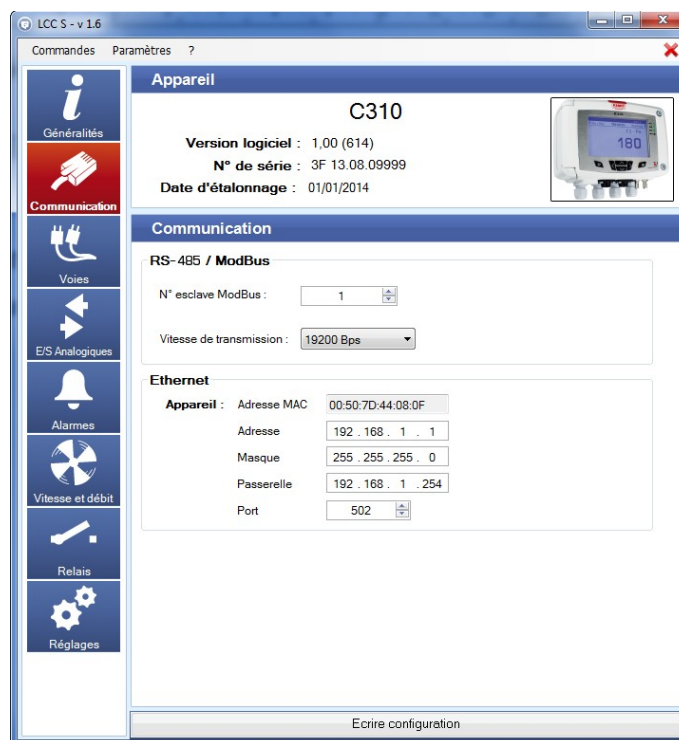 LCC S - v 1.6
Commandes Paramètres ?
Généralités
Communication
Voies
E/S Analogiques
Alarmes
Vitesse et débit
Relais
Réglages
Appareil
C310
Version logiciel : 1,00 (614)
N° de série : 3F 13.08.09999
Date d'étalonnage : 01/01/2014
180
Communication
RS-485 / ModBus
N° esclave ModBus : 1
Vitesse de transmission : 19200 Bps
Ethernet
Appareil : Adresse MAC 00:50:7D:44:08:0F
Adresse 192 . 168 . 1 . 1
Masque 255 . 255 . 255 . 0
Passerelle 192 . 168 . 1 . 254
Port 502
Ecrire configuration